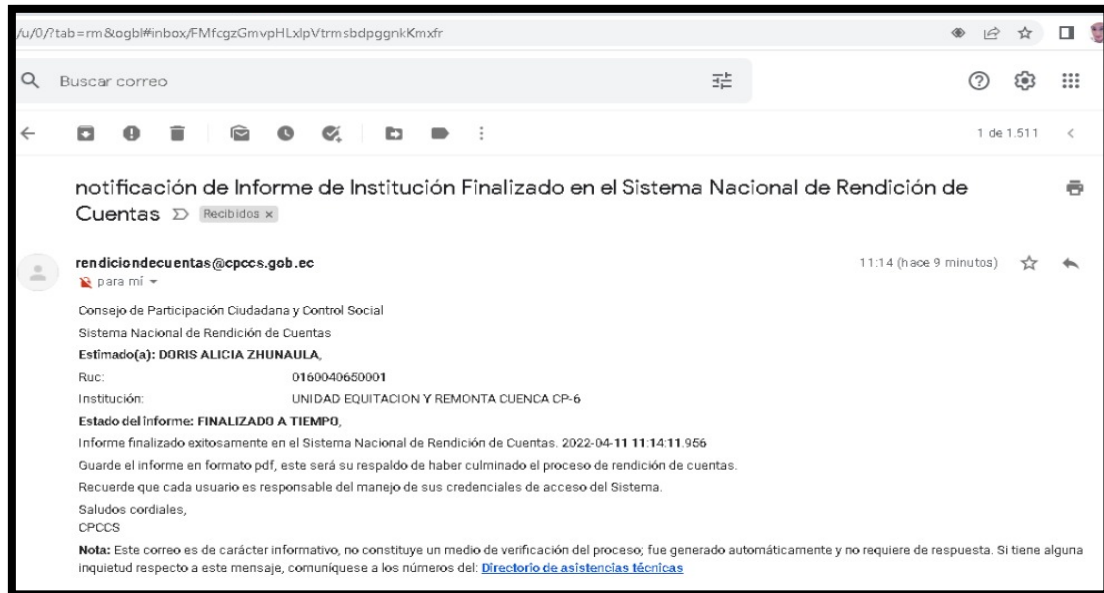 /u/0/?tab=rm&ogbl#inbox/FMfcgzGmvpHLxlpVtrmsbdpggnkKmxfr
Buscar correo
1 de 1.511
notificación de Informe de Institución Finalizado en el Sistema Nacional de Rendición de
Cuentas Recibidos x
rendiciondecuentas@cpccs.gob.ec 11:14 (hace 9 minutos)
para mí
Consejo de Participación Ciudadana y Control Social
Sistema Nacional de Rendición de Cuentas
Estimado(a): DORIS ALICIA ZHUNAULA,
Ruc: 0160040650001
Institución: UNIDAD EQUITACION Y REMONTA CUENCA CP-6
Estado del informe: FINALIZADO A TIEMPO,
Informe finalizado exitosamente en el Sistema Nacional de Rendición de Cuentas. 2022-04-11 11:14:11.956
Guarde el informe en formato pdf, este será su respaldo de haber culminado el proceso de rendición de cuentas.
Recuerde que cada usuario es responsable del manejo de sus credenciales de acceso del Sistema.
Saludos cordiales,
CPCCS
Nota: Este correo es de carácter informativo, no constituye un medio de verificación del proceso; fue generado automáticamente y no requiere de respuesta. Si tiene alguna
inquietud respecto a este mensaje, comuníquese a los números del: Directorio de asistencias técnicas